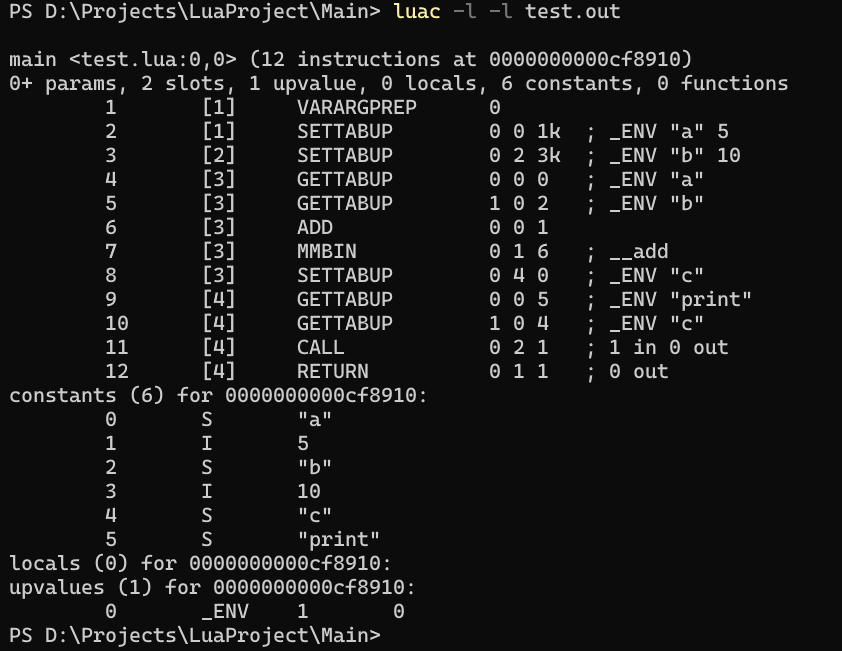 PS D:\Projects\LuaProject\Main> luac -l -l test.out
main <test.lua:0,0> (12 instructions at 0000000000cf8910)
0+ params, 2 slots, 1 upvalue, 0 locals, 6 constants, 0 functions
1 [1] VARARGPREP 0
2 [1] SETTABUP 0 0 1k ; _ENV "a" 5
3 [2] SETTABUP 0 2 3k ; _ENV "b" 10
4 [3] GETTABUP 0 0 0 ; _ENV "a"
5 [3] GETTABUP 1 0 2 ; _ENV "b"
6 [3] ADD 0 0 1
7 [3] MMBIN 0 1 6 ; __add
8 [3] SETTABUP 0 4 0 ; _ENV "c"
9 [4] GETTABUP 0 0 5 ; _ENV "print"
10 [4] GETTABUP 1 0 4 ; _ENV "c"
11 [4] CALL 0 2 1 ; 1 in 0 out
12 [4] RETURN 0 1 1 ; 0 out
constants (6) for 0000000000cf8910:
0 S "a"
1 I 5
2 S "b"
3 I 10
4 S "c"
5 S "print"
locals (0) for 0000000000cf8910:
upvalues (1) for 0000000000cf8910:
0 _ENV 1 0
PS D:\Projects\LuaProject\Main>